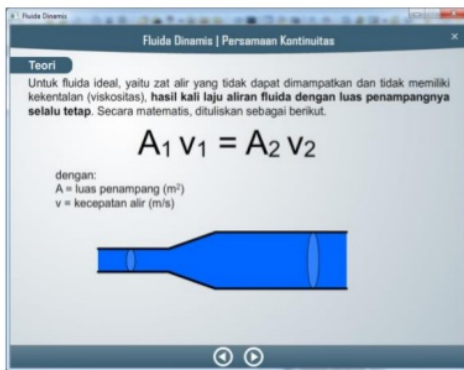 Fluida Dinamis
Fluida Dinamis | Persamaan Kontinuitas
Teori
Untuk fluida ideal, yaitu zat alir yang tidak dapat dimampatkan dan tidak memiliki
kekentalan (viskositas), hasil kali laju aliran fluida dengan luas penampangnya
selalu tetap. Secara matematis, dituliskan sebagai berikut.
A₁ v₁ = A₂ v₂
dengan:
A = luas penampang (m²)
v = kecepatan alir (m/s)